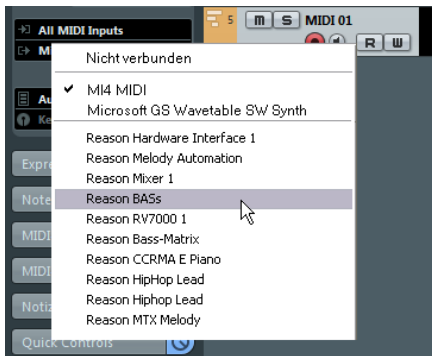 All MIDI Inputs
5 m S MIDI 01
M
R W
Nicht verbunden
MI4 MIDI
Microsoft GS Wavetable SW Synth
Au
Ke
Reason Hardware Interface 1
Reason Melody Automation
Expre
Reason Mixer 1
Note
Reason BASs
Reason RV7000 1
MIDI
Reason Bass-Matrix
Reason CCRMA E Piano
MIDI
Reason HipHop Lead
Notiz
Reason Hiphop Lead
Reason MTX Melody
Quick Controls